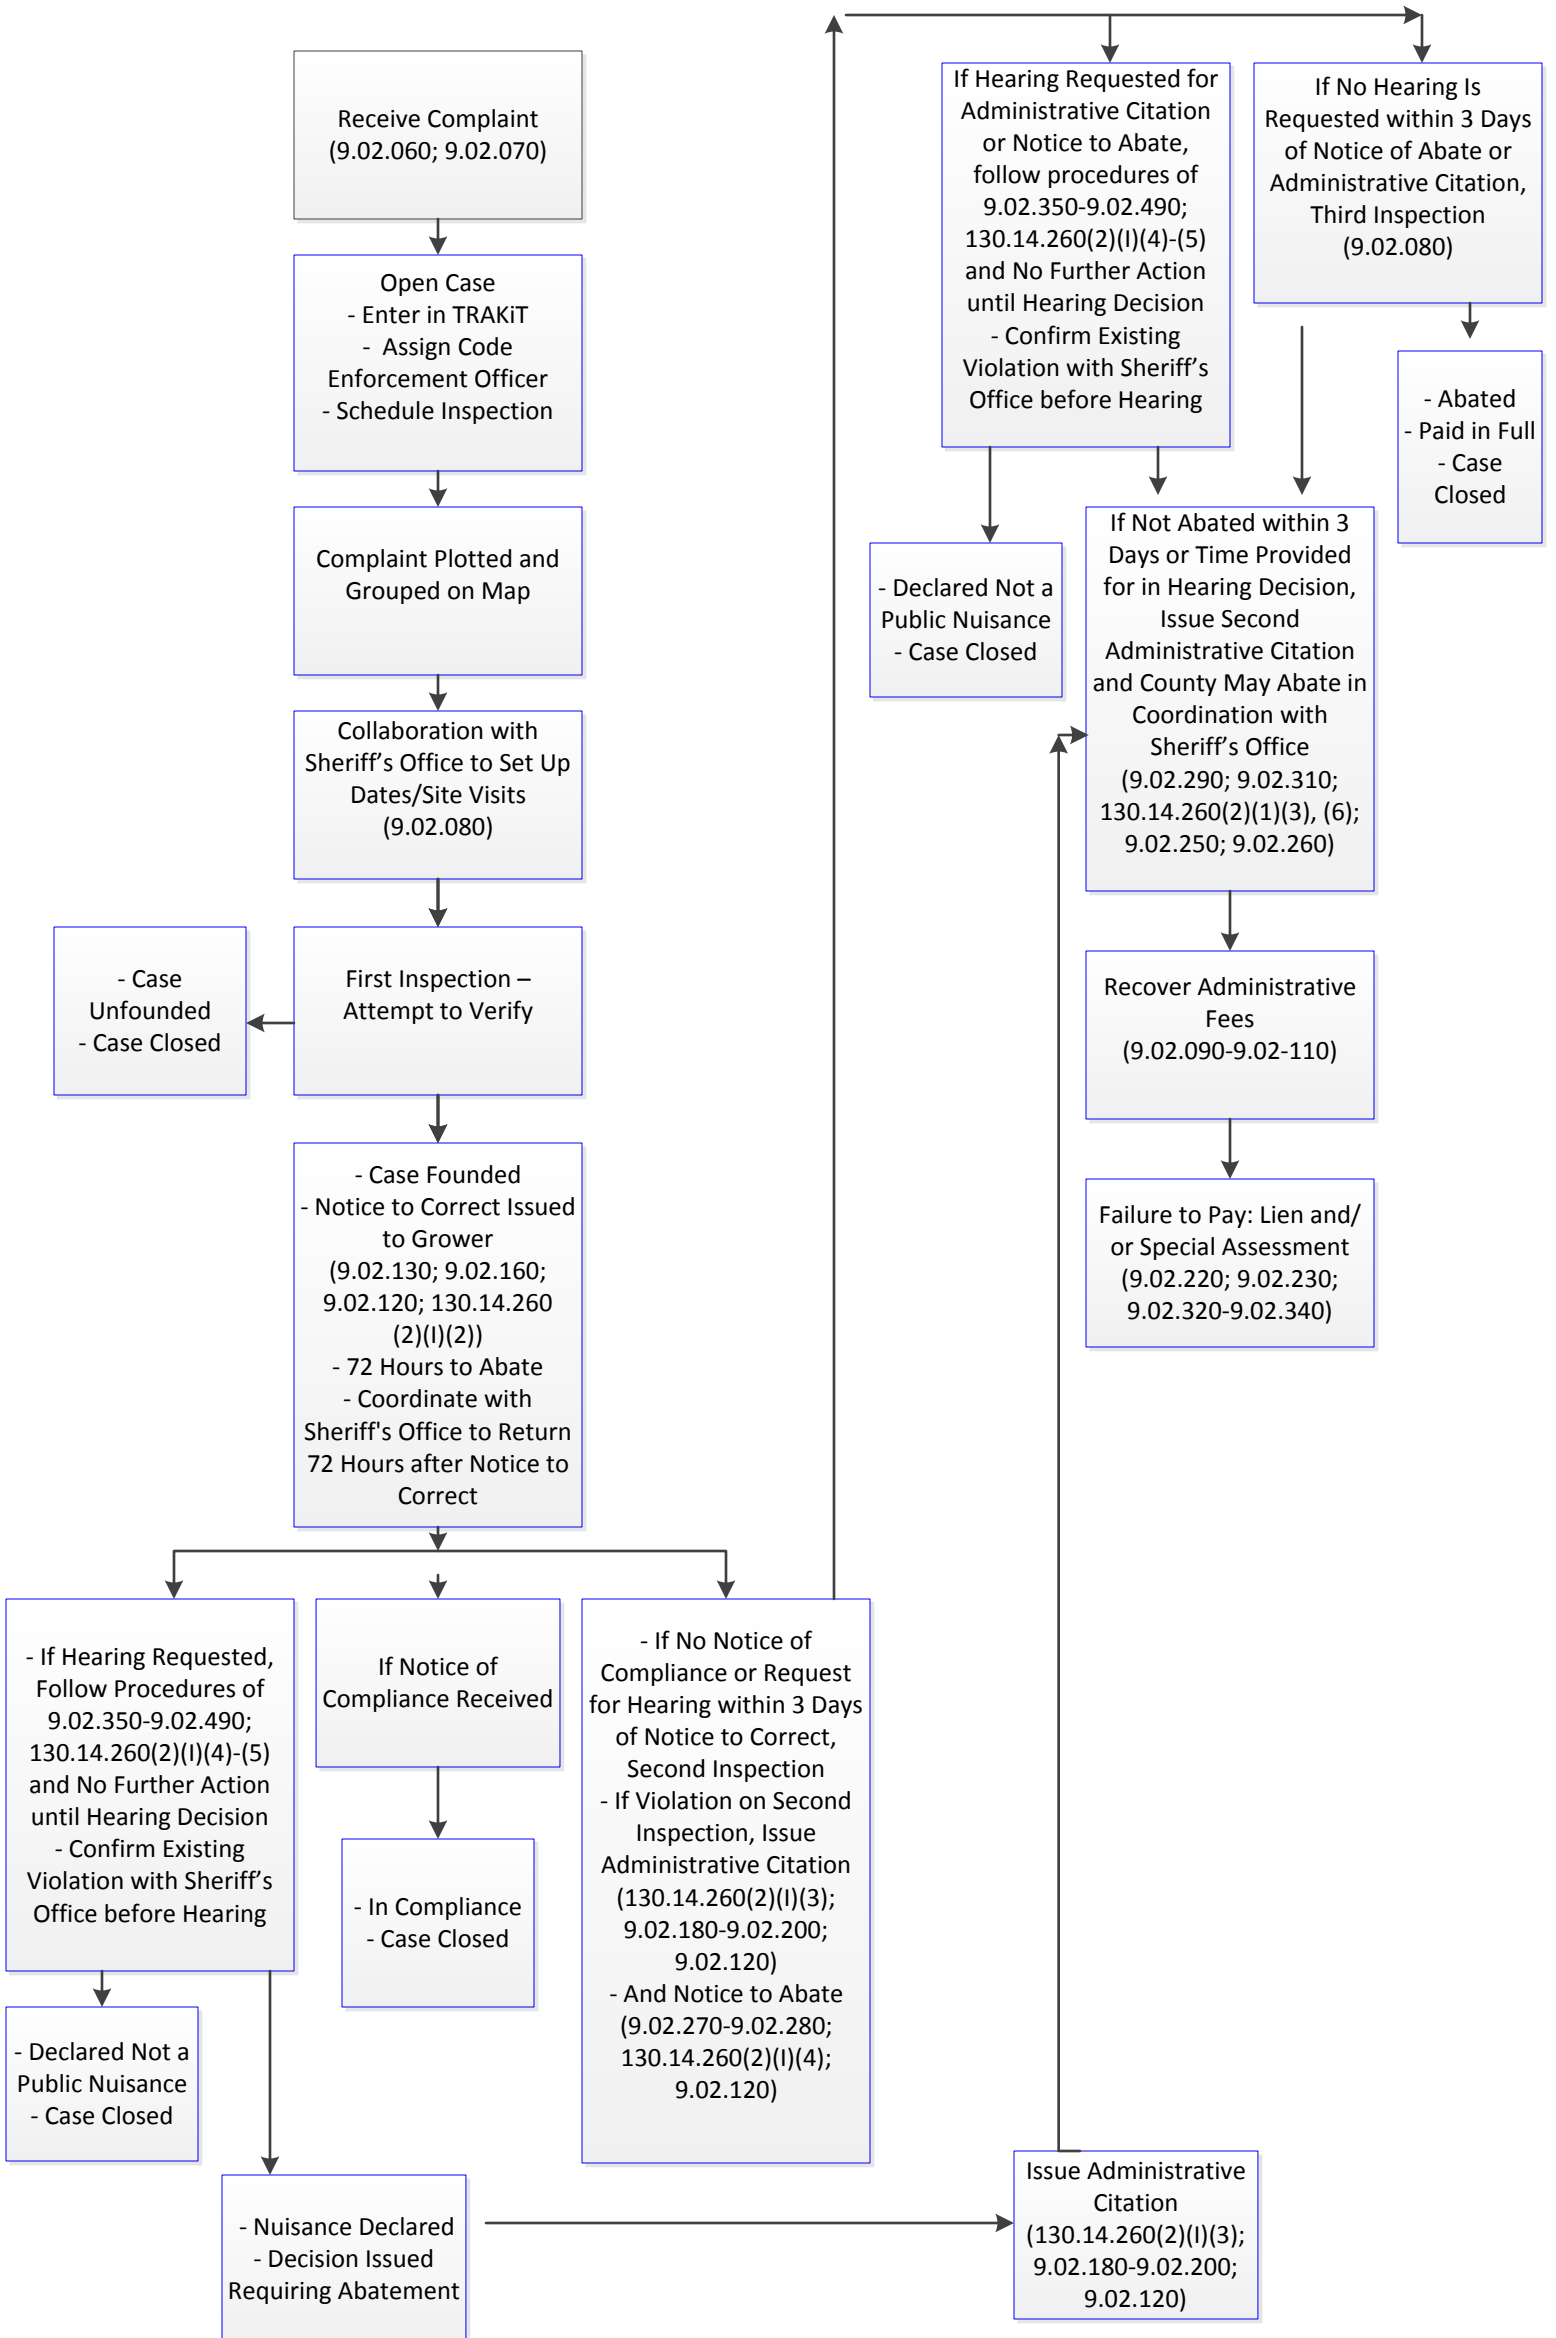 Receive Complaint
(9.02.060; 9.02.070)
Open Case
- Enter in TRAKiT
- Assign Code
Enforcement Officer
- Schedule Inspection
Complaint Plotted and
Grouped on Map
Collaboration with
Sheriff's Office to Set Up
Dates/Site Visits
(9.02.080)
- Case
Unfounded
- Case Closed
First Inspection –
Attempt to Verify
- Case Founded
- Notice to Correct Issued
to Grower
(9.02.130; 9.02.160;
9.02.120; 130.14.260
(2)(I)(2))
- 72 Hours to Abate
- Coordinate with
Sheriff's Office to Return
72 Hours after Notice to
Correct
- If Hearing Requested,
Follow Procedures of
9.02.350-9.02.490;
130.14.260(2)(I)(4)-(5)
and No Further Action
until Hearing Decision
- Confirm Existing
Violation with Sheriff's
Office before Hearing
If Notice of
Compliance Received
- If No Notice of
Compliance or Request
for Hearing within 3 Days
of Notice to Correct,
Second Inspection
- If Violation on Second
Inspection, Issue
Administrative Citation
(130.14.260(2)(I)(3);
9.02.180-9.02.200;
9.02.120)
- And Notice to Abate
(9.02.270-9.02.280;
130.14.260(2)(I)(4);
9.02.120)
- In Compliance
- Case Closed
- Declared Not a
Public Nuisance
- Case Closed
- Nuisance Declared
- Decision Issued
Requiring Abatement
Issue Administrative
Citation
(130.14.260(2)(I)(3);
9.02.180-9.02.200;
9.02.120)
If Hearing Requested for
Administrative Citation
or Notice to Abate,
follow procedures of
9.02.350-9.02.490;
130.14.260(2)(I)(4)-(5)
and No Further Action
until Hearing Decision
- Confirm Existing
Violation with Sheriff's
Office before Hearing
If No Hearing Is
Requested within 3 Days
of Notice of Abate or
Administrative Citation,
Third Inspection
(9.02.080)
- Abated
- Paid in Full
- Case
Closed
- Declared Not a
Public Nuisance
- Case Closed
If Not Abated within 3
Days or Time Provided
for in Hearing Decision,
Issue Second
Administrative Citation
and County May Abate in
Coordination with
Sheriff's Office
(9.02.290; 9.02.310;
130.14.260(2)(1)(3), (6);
9.02.250; 9.02.260)
Recover Administrative
Fees
(9.02.090-9.02-110)
Failure to Pay: Lien and/
or Special Assessment
(9.02.220; 9.02.230;
9.02.320-9.02.340)